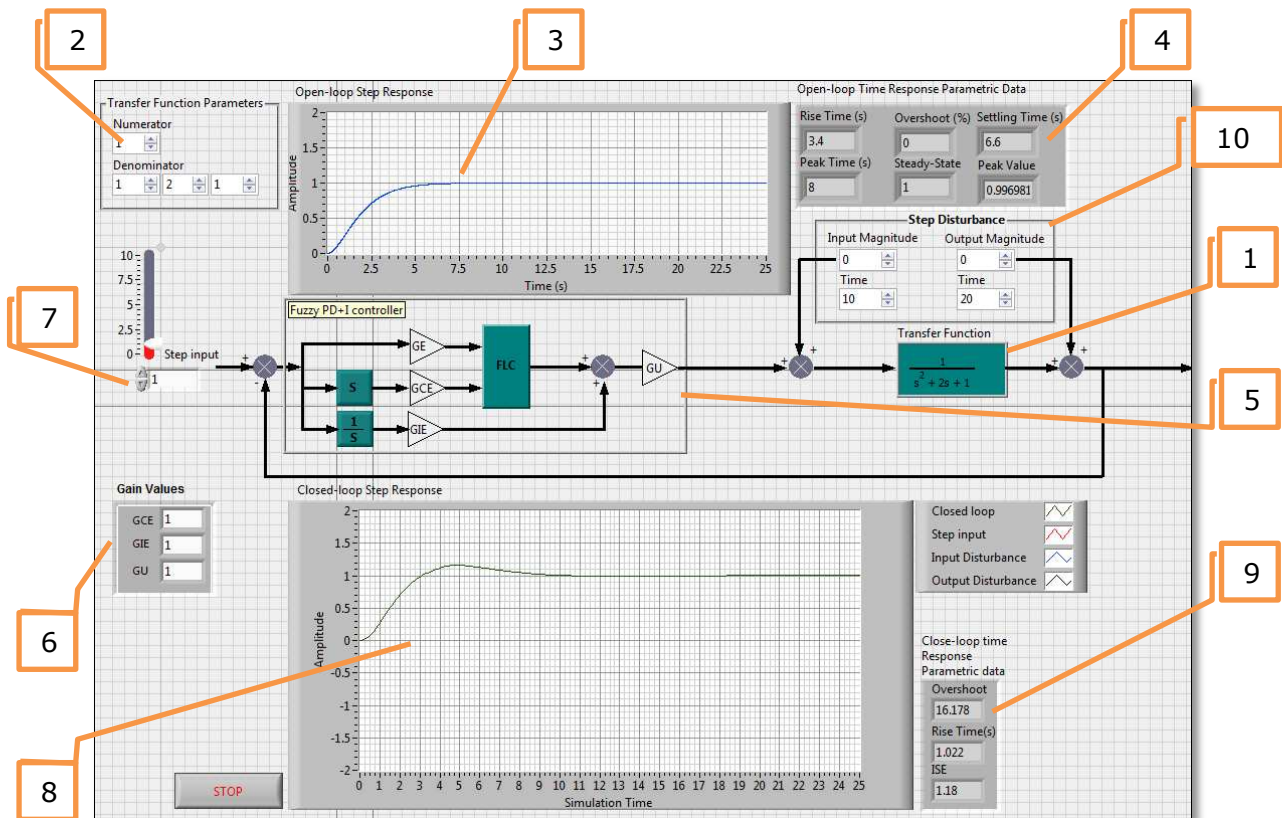 2
3
4
10
1
7
5
6
9
8
Transfer Function Parameters
Numerator
1
Denominator
1 2 1
Open-loop Step Response
Amplitude
2
1.5
1
0.5
0
0 2.5 5 7.5 10 12.5 15 17.5 20 22.5 25
Time (s)
Open-loop Time Response Parametric Data
Rise Time (s) Overshoot (%) Settling Time (s)
3.4 0 6.6
Peak Time (s) Steady-State Peak Value
8 1 0.996981
Step Disturbance
Input Magnitude Output Magnitude
0 0
Time Time
10 20
10
7.5
5
2.5
0
Step input
1
+
-
Fuzzy PD+I controller
GE
S
GCE
1
S
GIE
FLC
+
+
GU
+
+
Transfer Function
1
s² + 2s + 1
+
+
Gain Values
GCE 1
GIE 1
GU 1
Closed-loop Step Response
Amplitude
2
1.5
1
0.5
0
-0.5
-1
-1.5
-2
0 1 2 3 4 5 6 7 8 9 10 11 12 13 14 15 16 17 18 19 20 21 22 23 24 25
Simulation Time
Closed loop
Step input
Input Disturbance
Output Disturbance
Close-loop time
Response
Parametric data
Overshoot
16.178
Rise Time(s)
1.022
ISE
1.18
STOP